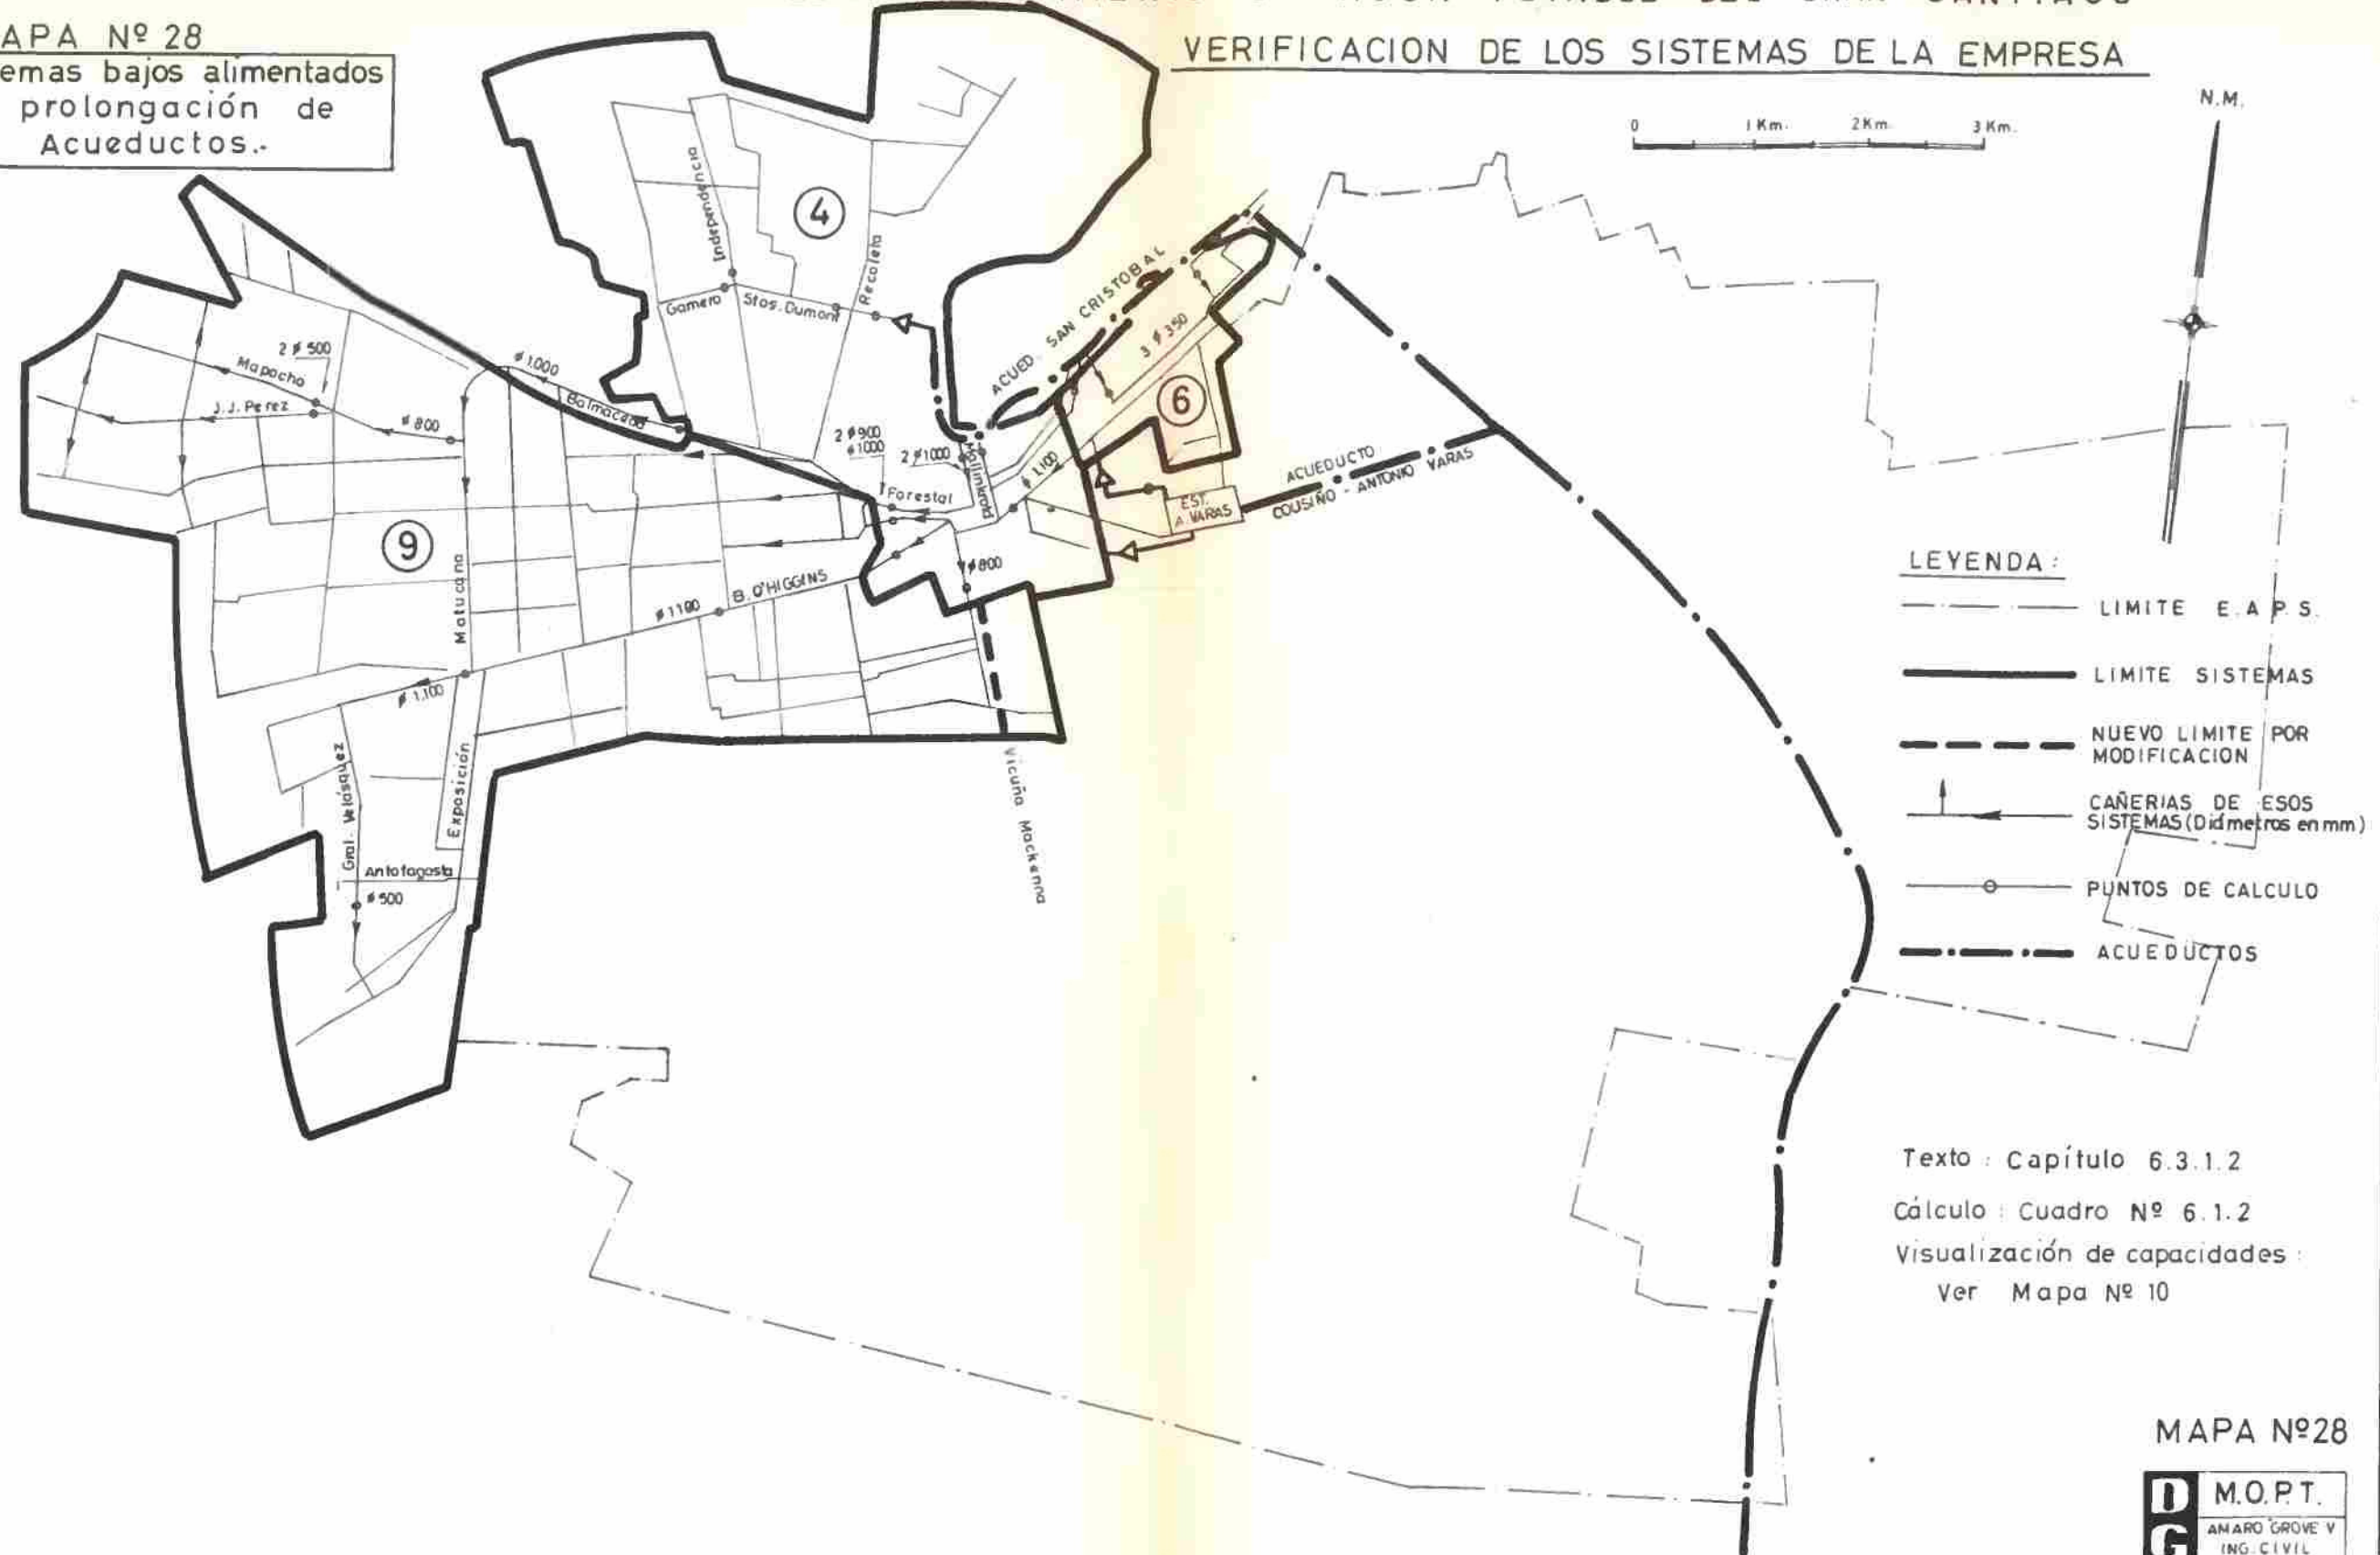 AGUA POTABLE DEL GRAN SANTIAGO
VERIFICACION DE LOS SISTEMAS DE LA EMPRESA
APA Nº 28
emas bajos alimentados
prolongación de
Acueductos.-
0 1 Km. 2 Km. 3 Km.
N.M.
4
Independencia
Recoleta
Gamero
Stos. Dumont
ACUED. SAN CRISTOBAL
3 ø 350
6
2 ø 500
Mapocho
J.J. Perez
ø 800
ø 1.000
Balmaceda
2 ø 900
ø 1000
2 ø 1000
Mallinkrodt
Forestal
ø 1.100
EST.
A. VARAS
ACUEDUCTO
COUSIÑO - ANTONIO VARAS
9
Matucana
ø 1100
B. O'HIGGINS
ø 800
ø 1.100
Gral. Velásquez
Exposición
Antofagasta
ø 500
Vicuña Mackenna
LEYENDA :
LIMITE E.A.P.S.
LIMITE SISTEMAS
NUEVO LIMITE POR
MODIFICACION
CAÑERIAS DE ESOS
SISTEMAS (Diámetros en mm)
PUNTOS DE CALCULO
ACUEDUCTOS
Texto : Capítulo 6.3.1.2
Cálculo : Cuadro Nº 6.1.2
Visualización de capacidades :
Ver Mapa Nº 10
MAPA Nº28
D
G
M.O.P.T.
AMARO GROVE V
ING. CIVIL